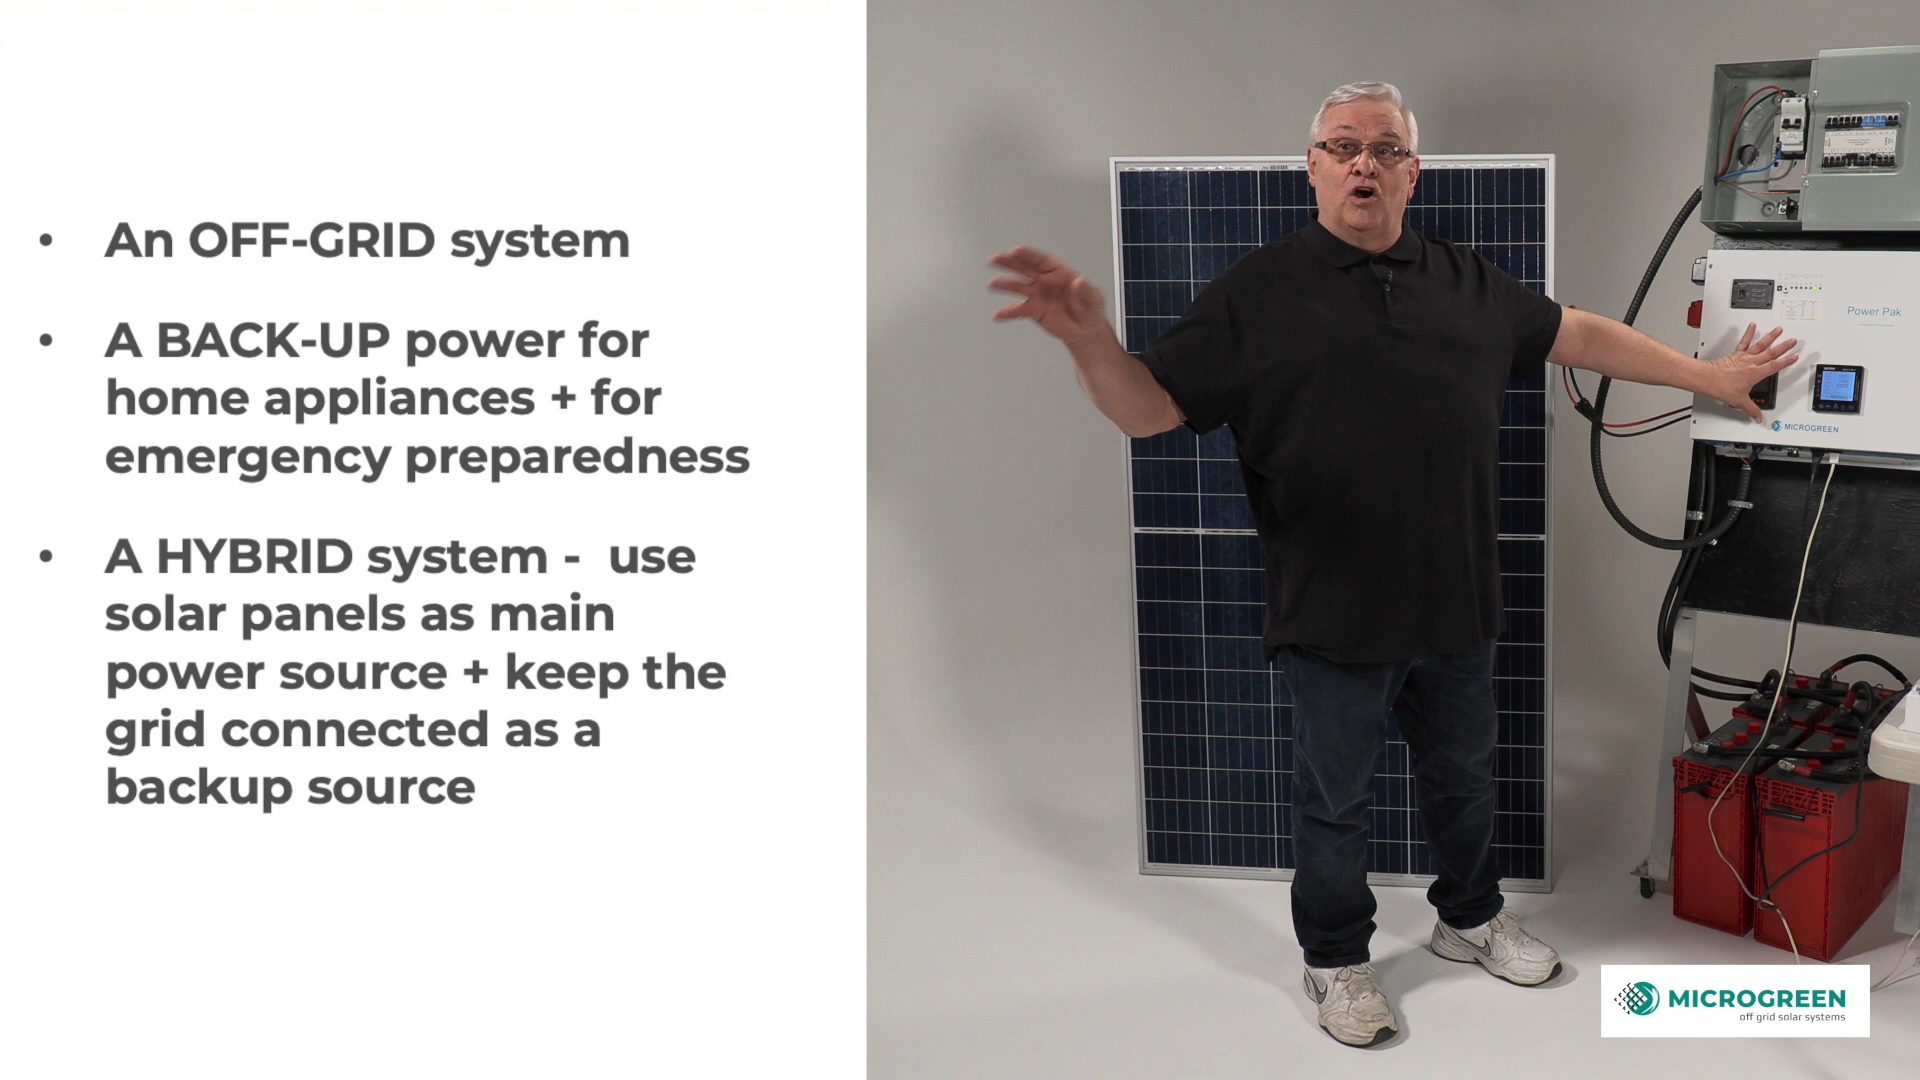 • An OFF-GRID system
• A BACK-UP power for
home appliances + for
emergency preparedness
• A HYBRID system -  use
solar panels as main
power source + keep the
grid connected as a
backup source
Power Pak
MICROGREEN
MICROGREEN
off grid solar systems